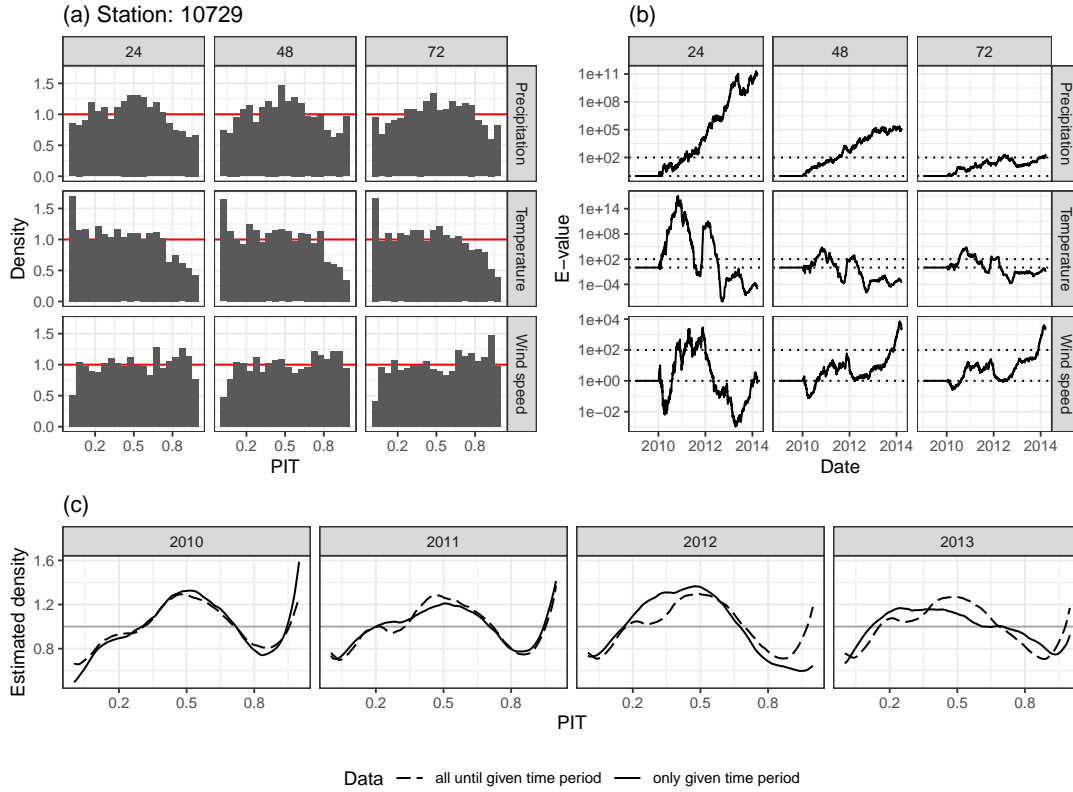 (a) Station: 10729
24 48 72
1.5
1.0
0.5
0.0
Precipitation
1.5
1.0
0.5
0.0
Temperature
1.5
1.0
0.5
0.0
Wind speed
Density
0.2 0.5 0.8 0.2 0.5 0.8 0.2 0.5 0.8
PIT
(b)
24 48 72
1e+11
1e+08
1e+05
1e+02
Precipitation
1e+14
1e+08
1e+02
1e−04
Temperature
1e+04
1e+02
1e+00
1e−02
Wind speed
E−value
2010 2012 2014 2010 2012 2014 2010 2012 2014
Date
(c)
2010 2011 2012 2013
1.6
1.2
0.8
Estimated density
0.2 0.5 0.8 0.2 0.5 0.8 0.2 0.5 0.8 0.2 0.5 0.8
PIT
Data all until given time period only given time period